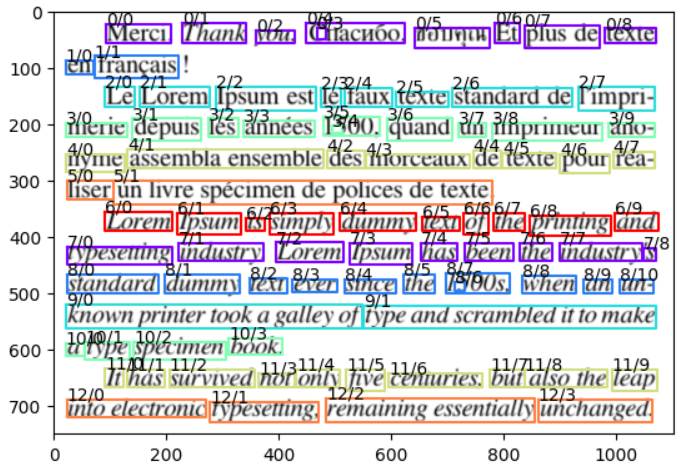 0 0/0 0/1 0/2 0/4 0/3 0/5 0/6 0/7 0/8
Merci. Thank you. Спасибо. Et plus de texte
1/0 1/1
100 en français !
2/0 2/1 2/2 2/3 2/4 2/5 2/6 2/7
Le Lorem Ipsum est le faux texte standard de l'impri-
3/0 3/1 3/2 3/3 3/5 3/4 3/6 3/7 3/8 3/9
200 merie depuis les années quand un imprimeur ano-
4/0 4/1 4/2 4/3 4/4 4/5 4/6 4/7
nyme assembla ensemble des morceaux de texte pour réa-
5/0 5/1
300 liser un livre spécimen de polices de texte.
6/0 6/1 6/2 6/3 6/4 6/5 6/6 6/7 6/8 6/9
Lorem Ipsum is simply dummy text of the printing and
400
7/0 7/1 7/2 7/3 7/4 7/5 7/6 7/7 7/8
typesetting industry. Lorem Ipsum has been the industry's
8/0 8/1 8/2 8/3 8/4 8/5 8/7 8/6 8/8 8/9 8/10
standard dummy text ever since the when an un-
500
9/0 9/1
known printer took a galley of type and scrambled it to make
10/0 10/1 10/2 10/3
600 a type specimen book.
11/0 11/1 11/2 11/3 11/4 11/5 11/6 11/7 11/8 11/9
It has survived not only five centuries, but also the leap
12/0 12/1 12/2 12/3
700 into electronic typesetting, remaining essentially unchanged.
0 200 400 600 800 1000